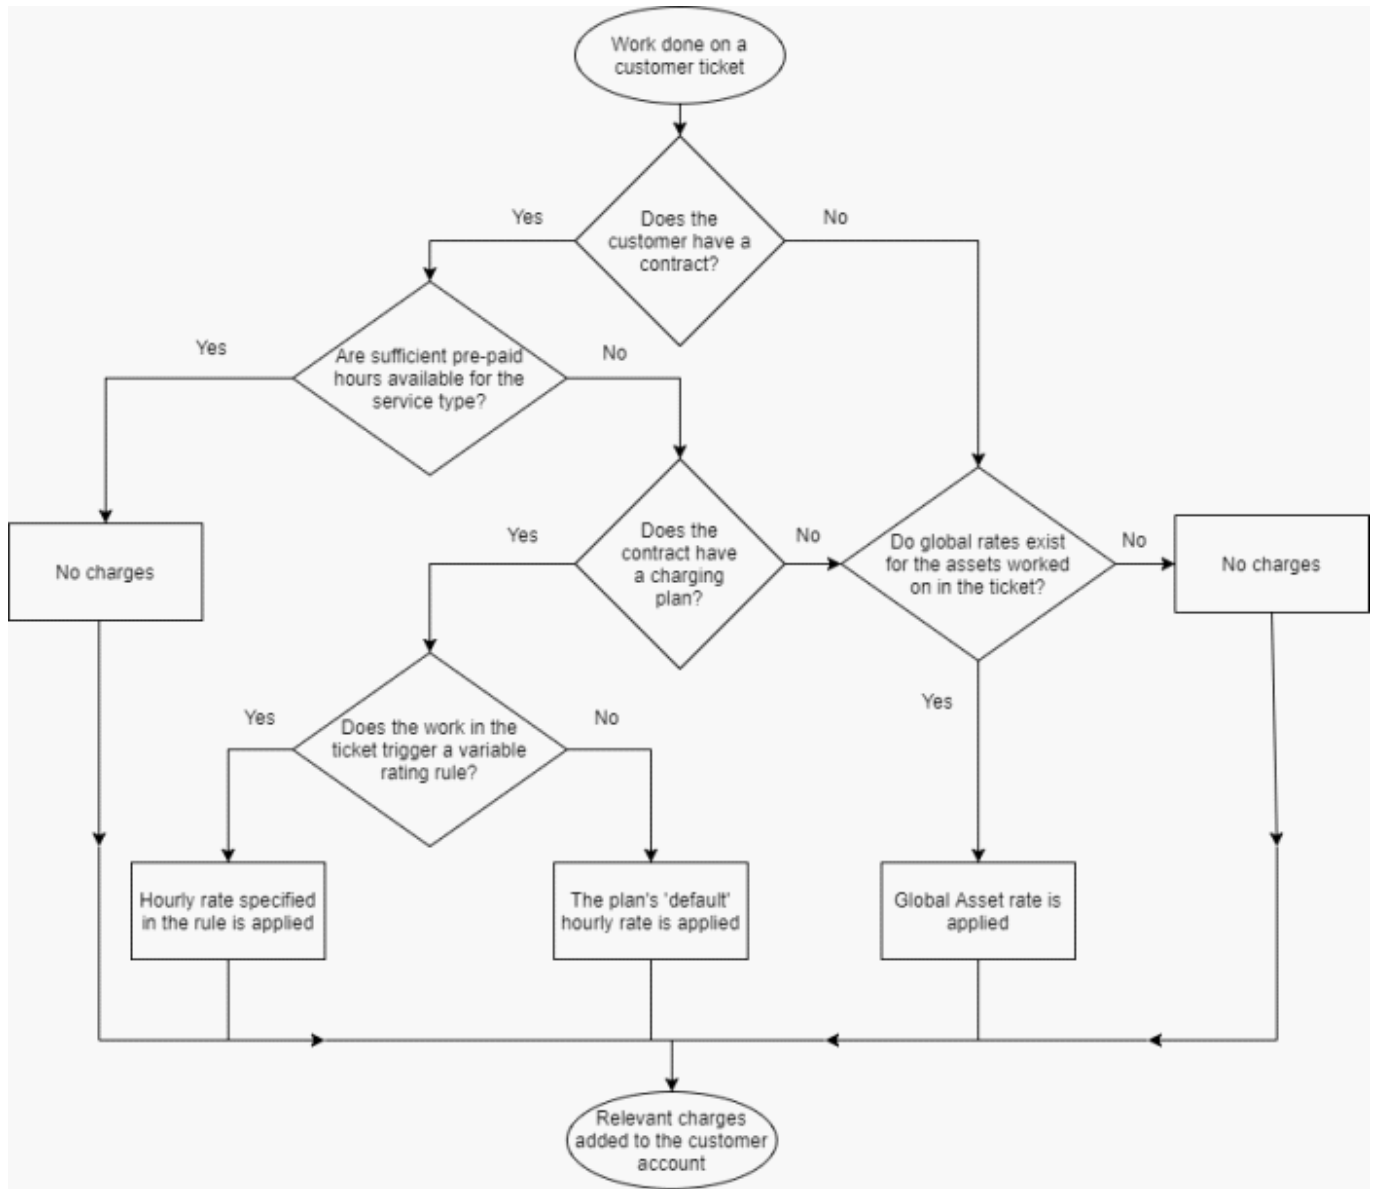 Work done on a
customer ticket
Yes
Does the
customer have a
contract?
No
Yes
Are sufficient pre-paid
hours available for the
service type?
No
No charges
Yes
Does the
contract have
a charging
plan?
No
Do global rates exist
for the assets worked
on in the ticket?
No
No charges
Yes
Does the work in the
ticket trigger a variable
rating rule?
No
Yes
Hourly rate specified
in the rule is applied
The plan's 'default'
hourly rate is applied
Global Asset rate is
applied
Relevant charges
added to the customer
account